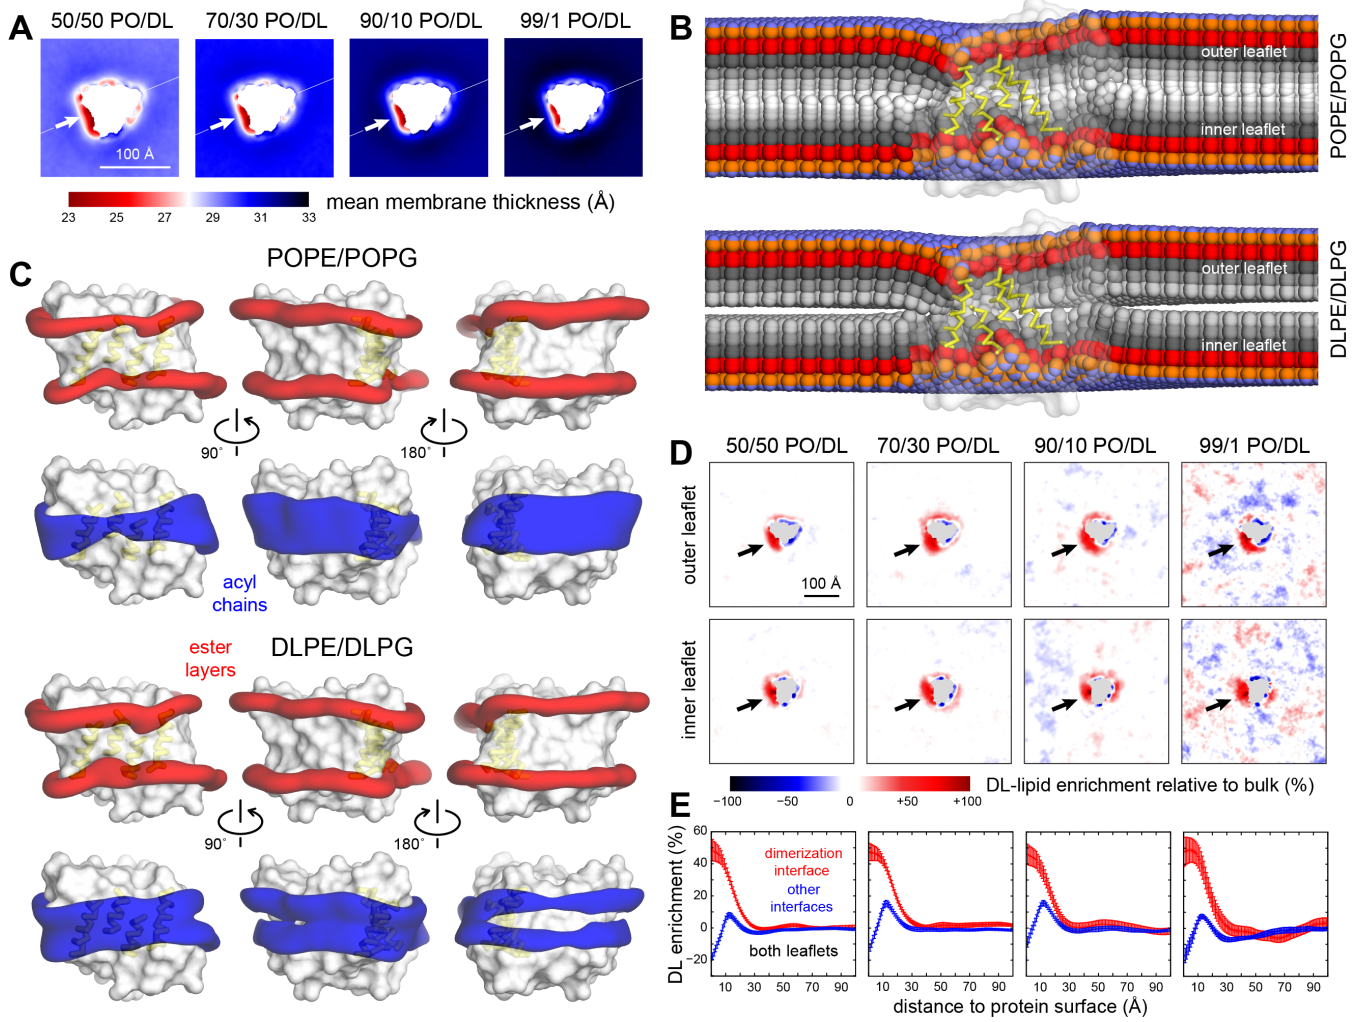 A
50/50 PO/DL
70/30 PO/DL
90/10 PO/DL
99/1 PO/DL
100 Å
23 25 27 29 31 33
mean membrane thickness (Å)
B
outer leaflet
inner leaflet
POPE/POPG
outer leaflet
inner leaflet
DLPE/DLPG
C
POPE/POPG
90°
180°
acyl
chains
ester
layers
DLPE/DLPG
90°
180°
D
50/50 PO/DL
70/30 PO/DL
90/10 PO/DL
99/1 PO/DL
outer leaflet
100 Å
inner leaflet
−100 −50 0 +50 +100
DL-lipid enrichment relative to bulk (%)
E
DL enrichment (%)
60
40
20
0
−20
dimerization
interface
other
interfaces
both leaflets
10 30 50 70 90
10 30 50 70 90
10 30 50 70 90
10 30 50 70 90
distance to protein surface (Å)